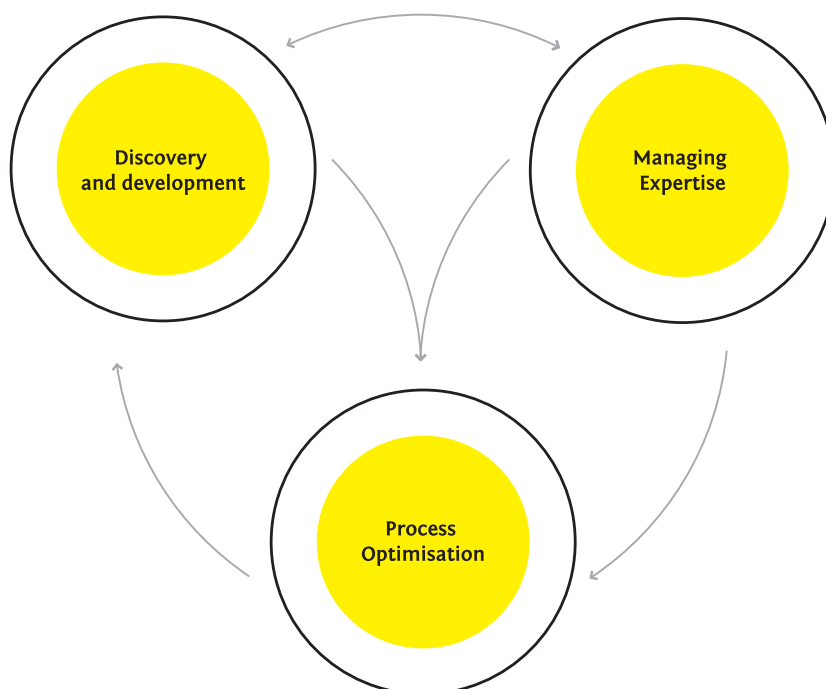 Discovery
and development
Managing
Expertise
Process
Optimisation